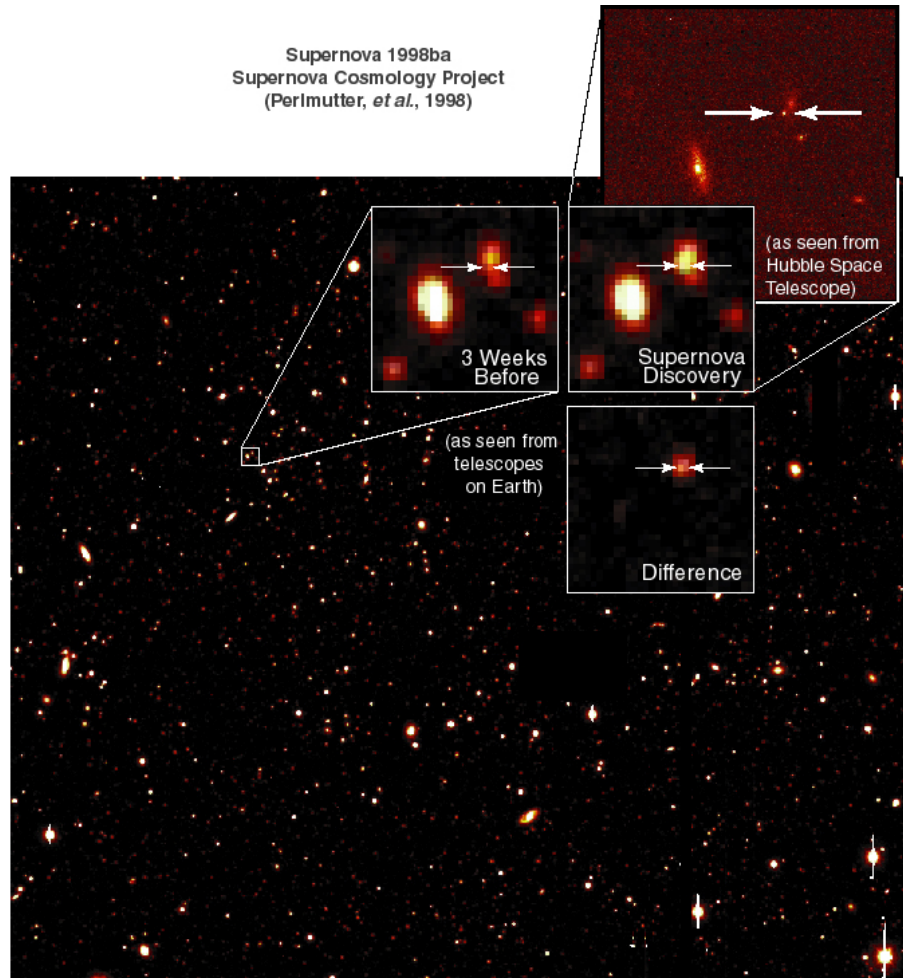 Supernova 1998ba
Supernova Cosmology Project
(Perlmutter, et al., 1998)
(as seen from
Hubble Space
Telescope)
3 Weeks
Before
Supernova
Discovery
(as seen from
telescopes
on Earth)
Difference